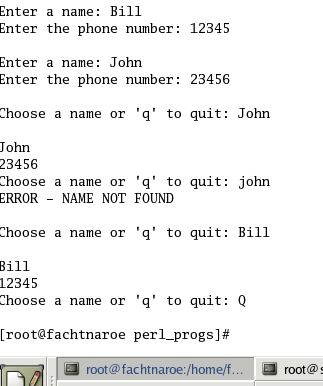 Enter a name: Bill
Enter the phone number: 12345
Enter a name: John
Enter the phone number: 23456
Choose a name or 'q' to quit: John
John
23456
Choose a name or 'q' to quit: john
ERROR - NAME NOT FOUND
Choose a name or 'q' to quit: Bill
Bill
12345
Choose a name or 'q' to quit: Q
[root@fachtnaroe perl_progs]#
root@fachtnaroe:/home/f... root@s